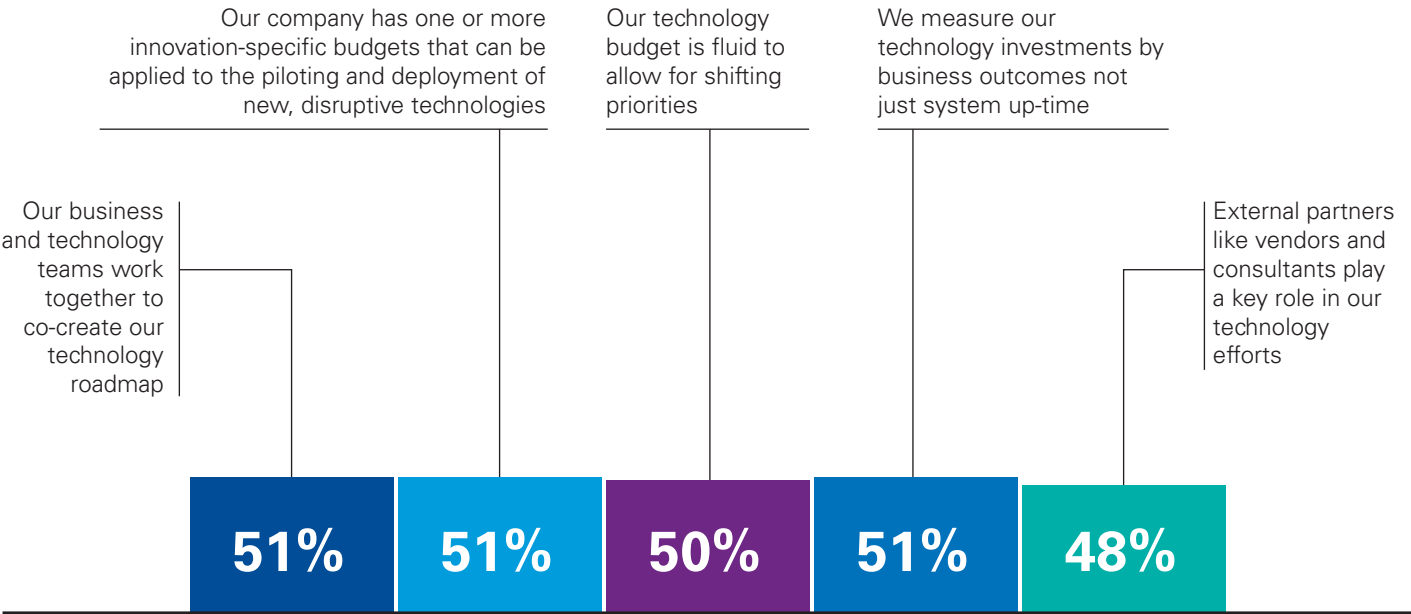 Our company has one or more
innovation-specific budgets that can be
applied to the piloting and deployment of
new, disruptive technologies
Our technology
budget is fluid to
allow for shifting
priorities
We measure our
technology investments by
business outcomes not
just system up-time
Our business
and technology
teams work
together to
co-create our
technology
roadmap
External partners
like vendors and
consultants play
a key role in our
technology
efforts
51%
51%
50%
51%
48%